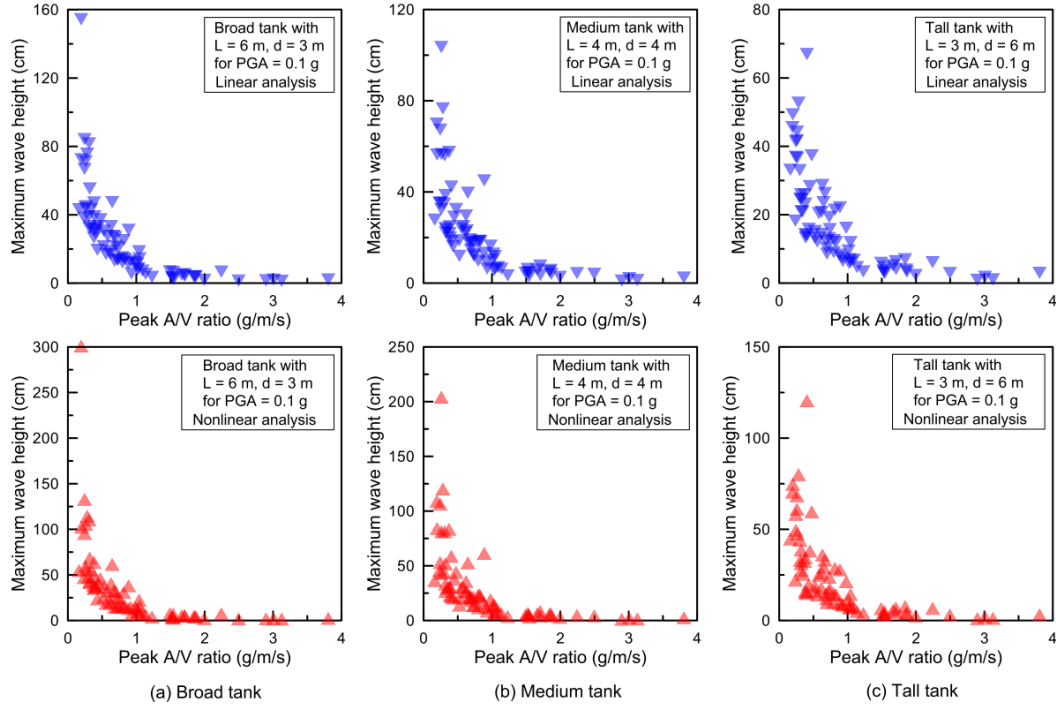 160
120
80
40
0
Maximum wave height (cm)
Broad tank with
L = 6 m, d = 3 m
for PGA = 0.1 g
Linear analysis
0 1 2 3 4
Peak A/V ratio (g/m/s)
120
80
40
0
Maximum wave height (cm)
Medium tank with
L = 4 m, d = 4 m
for PGA = 0.1 g
Linear analysis
0 1 2 3 4
Peak A/V ratio (g/m/s)
80
60
40
20
0
Maximum wave height (cm)
Tall tank with
L = 3 m, d = 6 m
for PGA = 0.1 g
Linear analysis
0 1 2 3 4
Peak A/V ratio (g/m/s)
300
250
200
150
100
50
0
Maximum wave height (cm)
Broad tank with
L = 6 m, d = 3 m
for PGA = 0.1 g
Nonlinear analysis
0 1 2 3 4
Peak A/V ratio (g/m/s)
(a) Broad tank
250
200
150
100
50
0
Maximum wave height (cm)
Medium tank with
L = 4 m, d = 4 m
for PGA = 0.1 g
Nonlinear analysis
0 1 2 3 4
Peak A/V ratio (g/m/s)
(b) Medium tank
150
100
50
0
Maximum wave height (cm)
Tall tank with
L = 3 m, d = 6 m
for PGA = 0.1 g
Nonlinear analysis
0 1 2 3 4
Peak A/V ratio (g/m/s)
(c) Tall tank